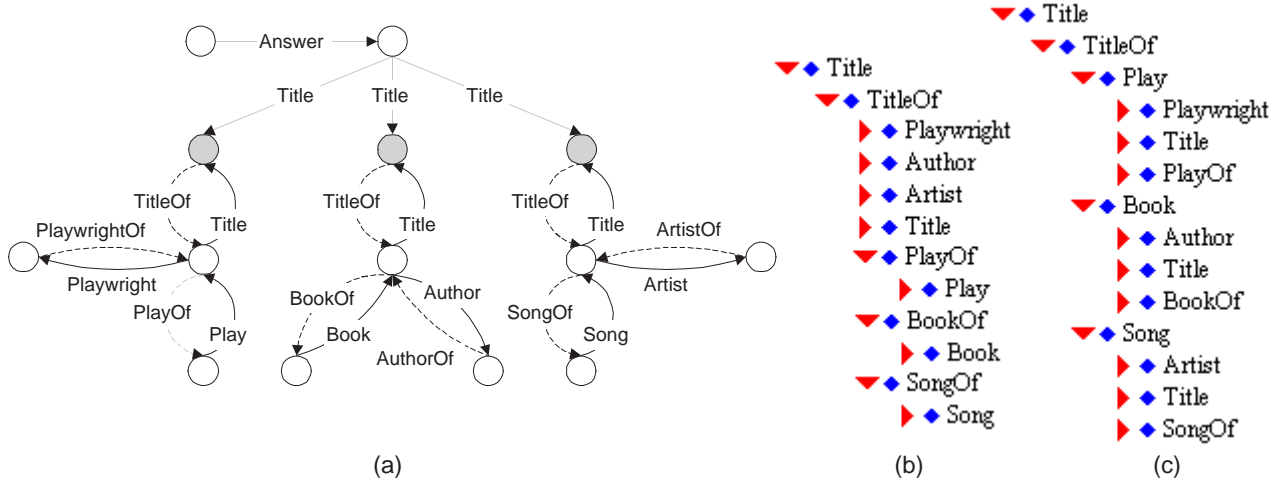 Answer
Title
Title
Title
TitleOf
Title
TitleOf
Title
TitleOf
Title
PlaywrightOf
Playwright
ArtistOf
Artist
PlayOf
Play
BookOf
Book
Author
AuthorOf
SongOf
Song
(a)
Title
TitleOf
Playwright
Author
Artist
Title
PlayOf
Play
BookOf
Book
SongOf
Song
(b)
Title
TitleOf
Play
Playwright
Title
PlayOf
Book
Author
Title
BookOf
Song
Artist
Title
SongOf
(c)